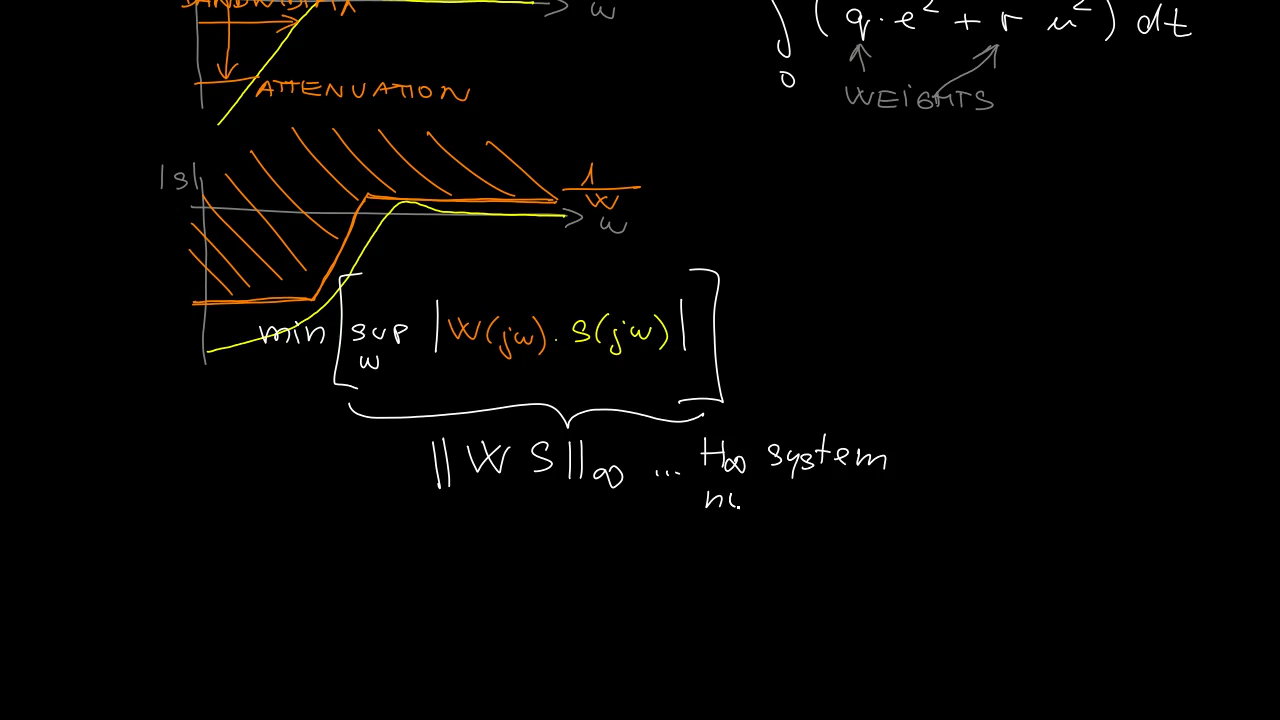 BANDWIDTH
ω
∫₀ (q·e² + r u²) dt
ATTENUATION
WEIGHTS
|S|
1/W
ω
min [sup |W(jω) · S(jω)|]
ω
||W S||∞ ... H∞ system